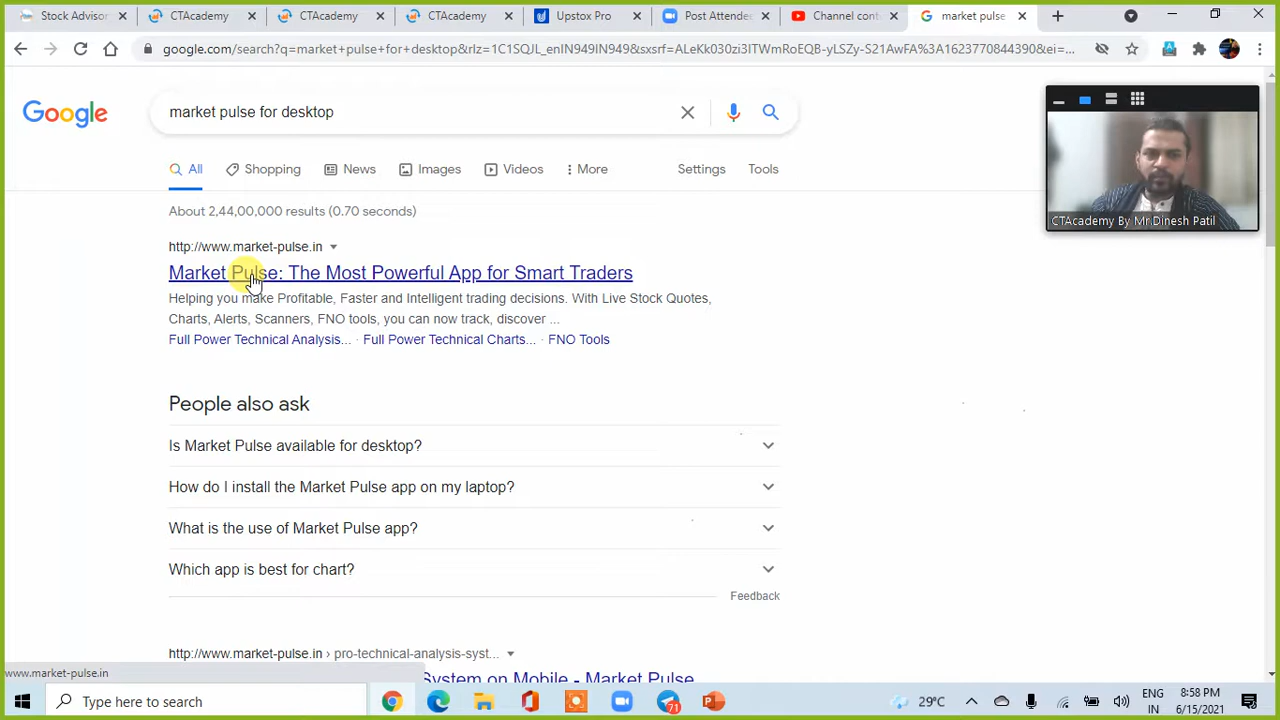 Stock Advisor
CTAcademy
CTAcademy
CTAcademy
Upstox Pro
Post Attendee
Channel cont
market pulse
google.com/search?q=market+pulse+for+desktop&rlz=1C1SQJL_enIN949IN949&sxsrf=ALeKk030zi3iTWmRoEQB-yLSZy-S21AwFA%3A1623770844390&ei=...
Google
market pulse for desktop
All
Shopping
News
Images
Videos
More
Settings
Tools
About 2,44,00,000 results (0.70 seconds)
CTAcademy By Mr.Dinesh Patil
http://www.market-pulse.in
Market Pulse: The Most Powerful App for Smart Traders
Helping you make Profitable, Faster and Intelligent trading decisions. With Live Stock Quotes,
Charts, Alerts, Scanners, FNO tools, you can now track, discover ...
Full Power Technical Analysis... · Full Power Technical Charts... · FNO Tools
People also ask
Is Market Pulse available for desktop?
How do I install the Market Pulse app on my laptop?
What is the use of Market Pulse app?
Which app is best for chart?
Feedback
http://www.market-pulse.in › pro-technical-analysis-syst...
System on Mobile - Market Pulse
www.market-pulse.in
Type here to search
71
29°C
ENG
IN
8:58 PM
6/15/2021